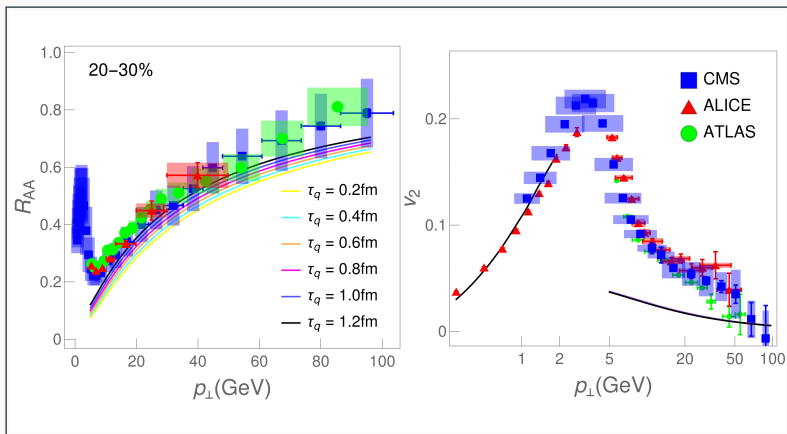 1.0
0.8
0.6
0.4
0.2
0
20–30%
R_AA
τ_q = 0.2fm
τ_q = 0.4fm
τ_q = 0.6fm
τ_q = 0.8fm
τ_q = 1.0fm
τ_q = 1.2fm
0 20 40 60 80 100
p_⊥(GeV)
0.2
0.1
0
v_2
CMS
ALICE
ATLAS
1 2 5 20 50 100
p_⊥(GeV)